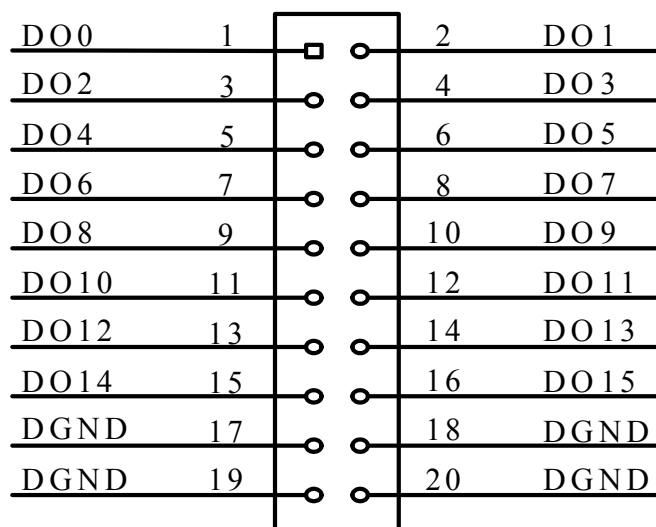 DO0 1 2 DO1
DO2 3 4 DO3
DO4 5 6 DO5
DO6 7 8 DO7
DO8 9 10 DO9
DO10 11 12 DO11
DO12 13 14 DO13
DO14 15 16 DO15
DGND 17 18 DGND
DGND 19 20 DGND